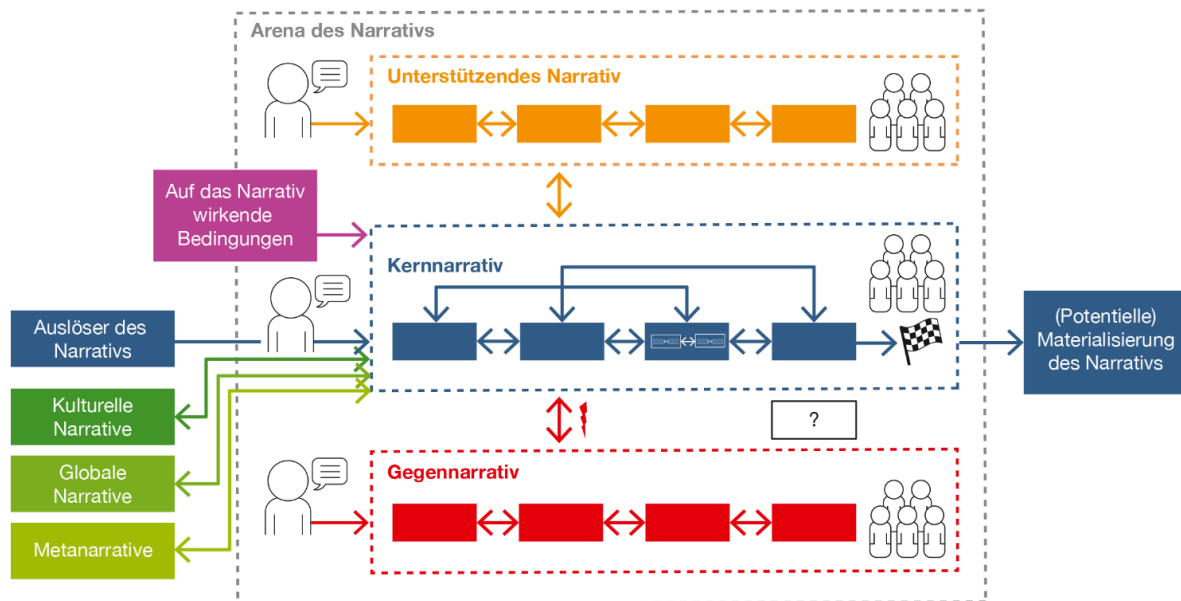 Arena des Narrativs
Unterstützendes Narrativ
Auf das Narrativ
wirkende
Bedingungen
Kernnarrativ
Auslöser des
Narrativs
(Potentielle)
Materialisierung
des Narrativs
Kulturelle
Narrative
?
Globale
Narrative
Gegennarrativ
Metanarrative